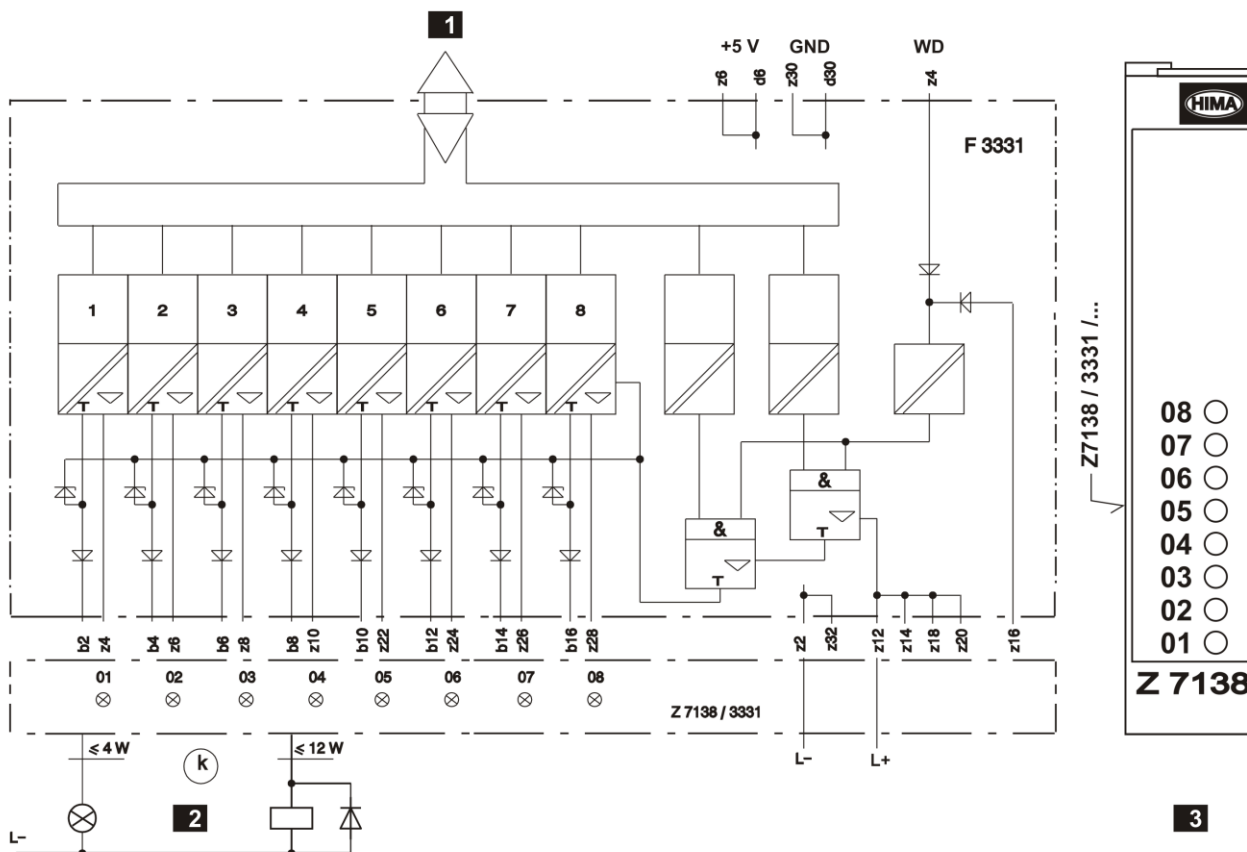 1
+5 V GND WD
z6 d6 z30 d30 z4
HIMA
F 3331
Z7138 / 3331 /...
1 2 3 4 5 6 7 8
T T T T T T T T
&
T
&
T
08
07
06
05
04
03
02
01
Z 7138
b2 z4 b4 z6 b6 z8 b8 z10 b10 z22 b12 z24 b14 z26 b16 z28 z2 z32 z12 z14 z18 z20 z16
01 02 03 04 05 06 07 08
Z 7138 / 3331
≤ 4 W k ≤ 12 W L– L+
2
3
L–